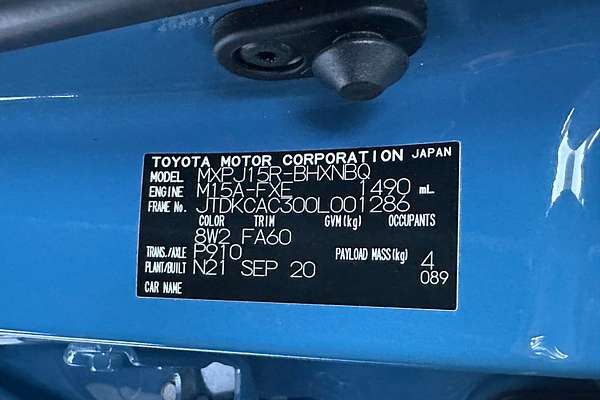 TOYOTA MOTOR CORPORATION JAPAN
MODEL MXPJ15R-BHXNBQ
ENGINE M15A-FXE 1490 mL
FRAME No. JTDKCAC300L001286
COLOR TRIM GVM(kg) OCCUPANTS
8W2 FA60
TRANS./AXLE P910 PAYLOAD MASS(kg) 4
PLANT/BUILT N21 SEP 20 089
CAR NAME